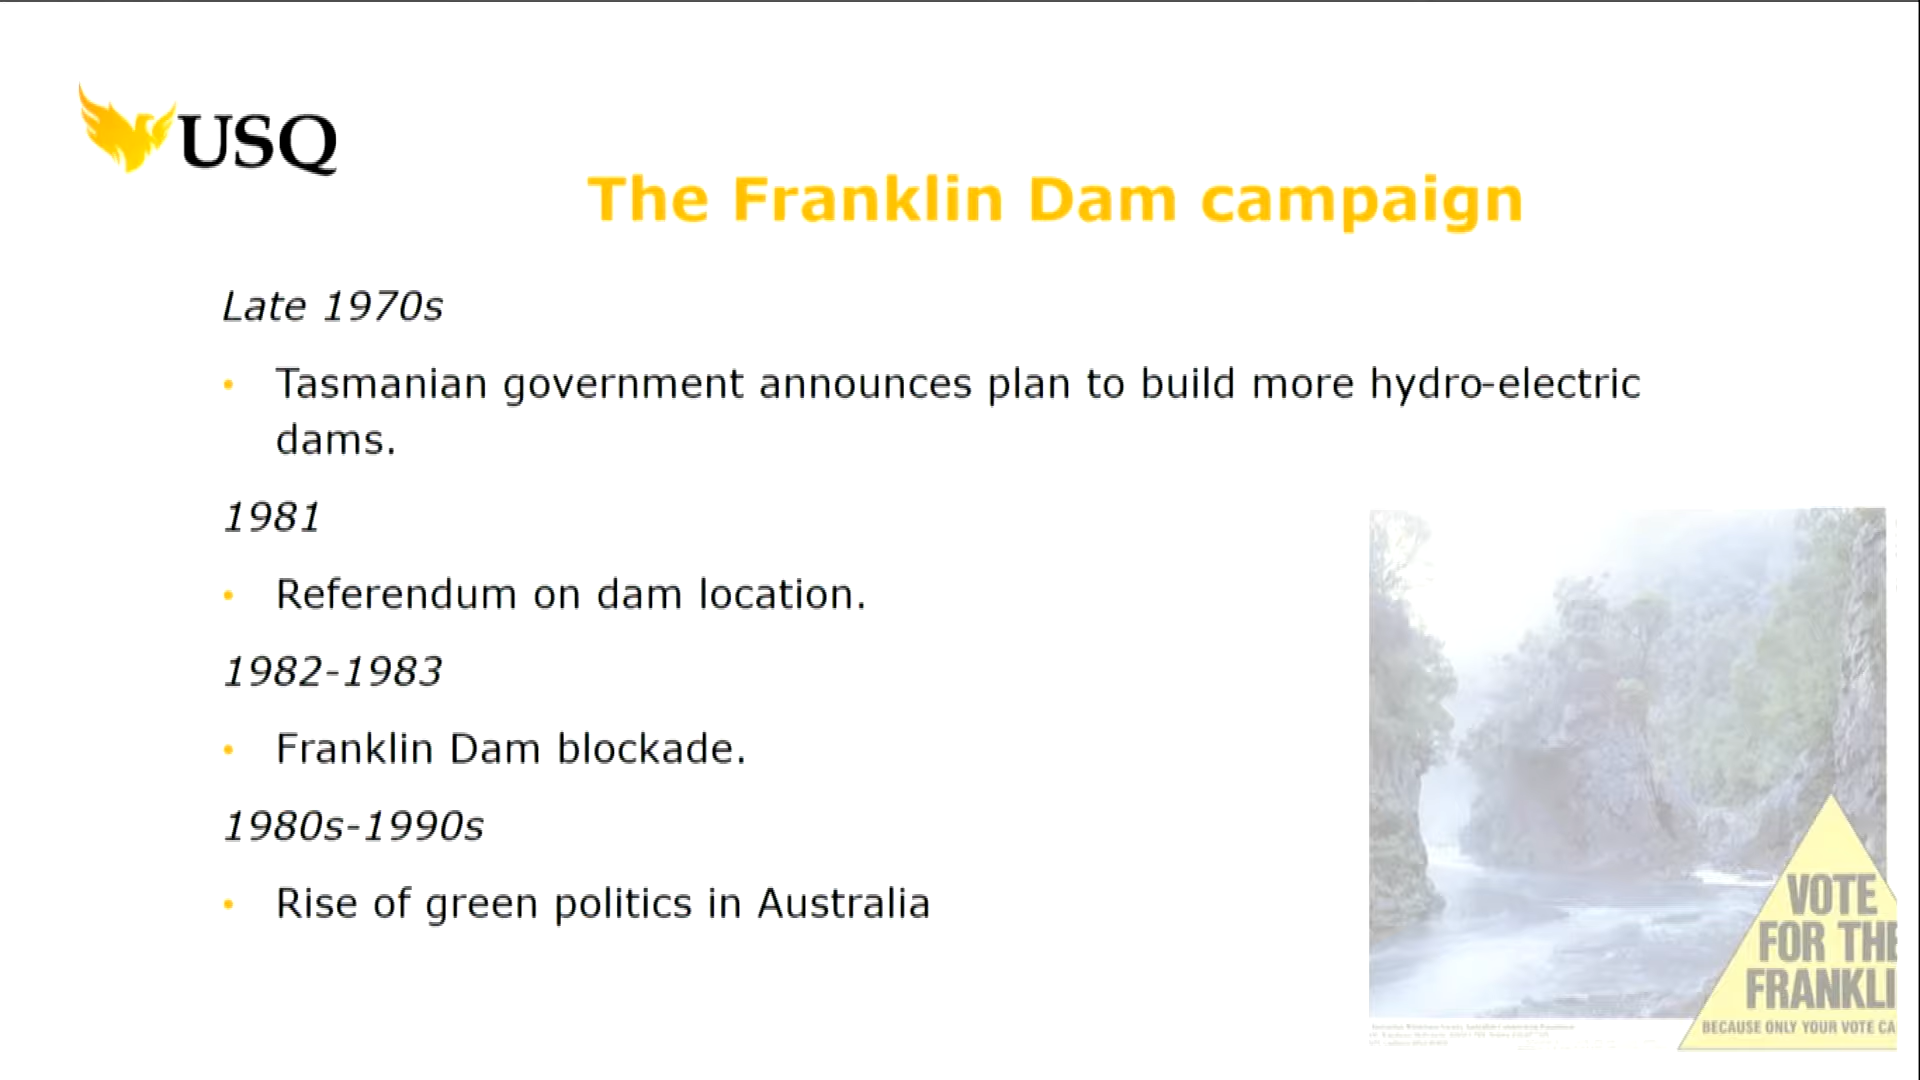 USQ
The Franklin Dam campaign
Late 1970s
• Tasmanian government announces plan to build more hydro-electric
dams.
1981
• Referendum on dam location.
1982-1983
• Franklin Dam blockade.
1980s-1990s
• Rise of green politics in Australia
VOTE
FOR THE
FRANKLI
BECAUSE ONLY YOUR VOTE CA